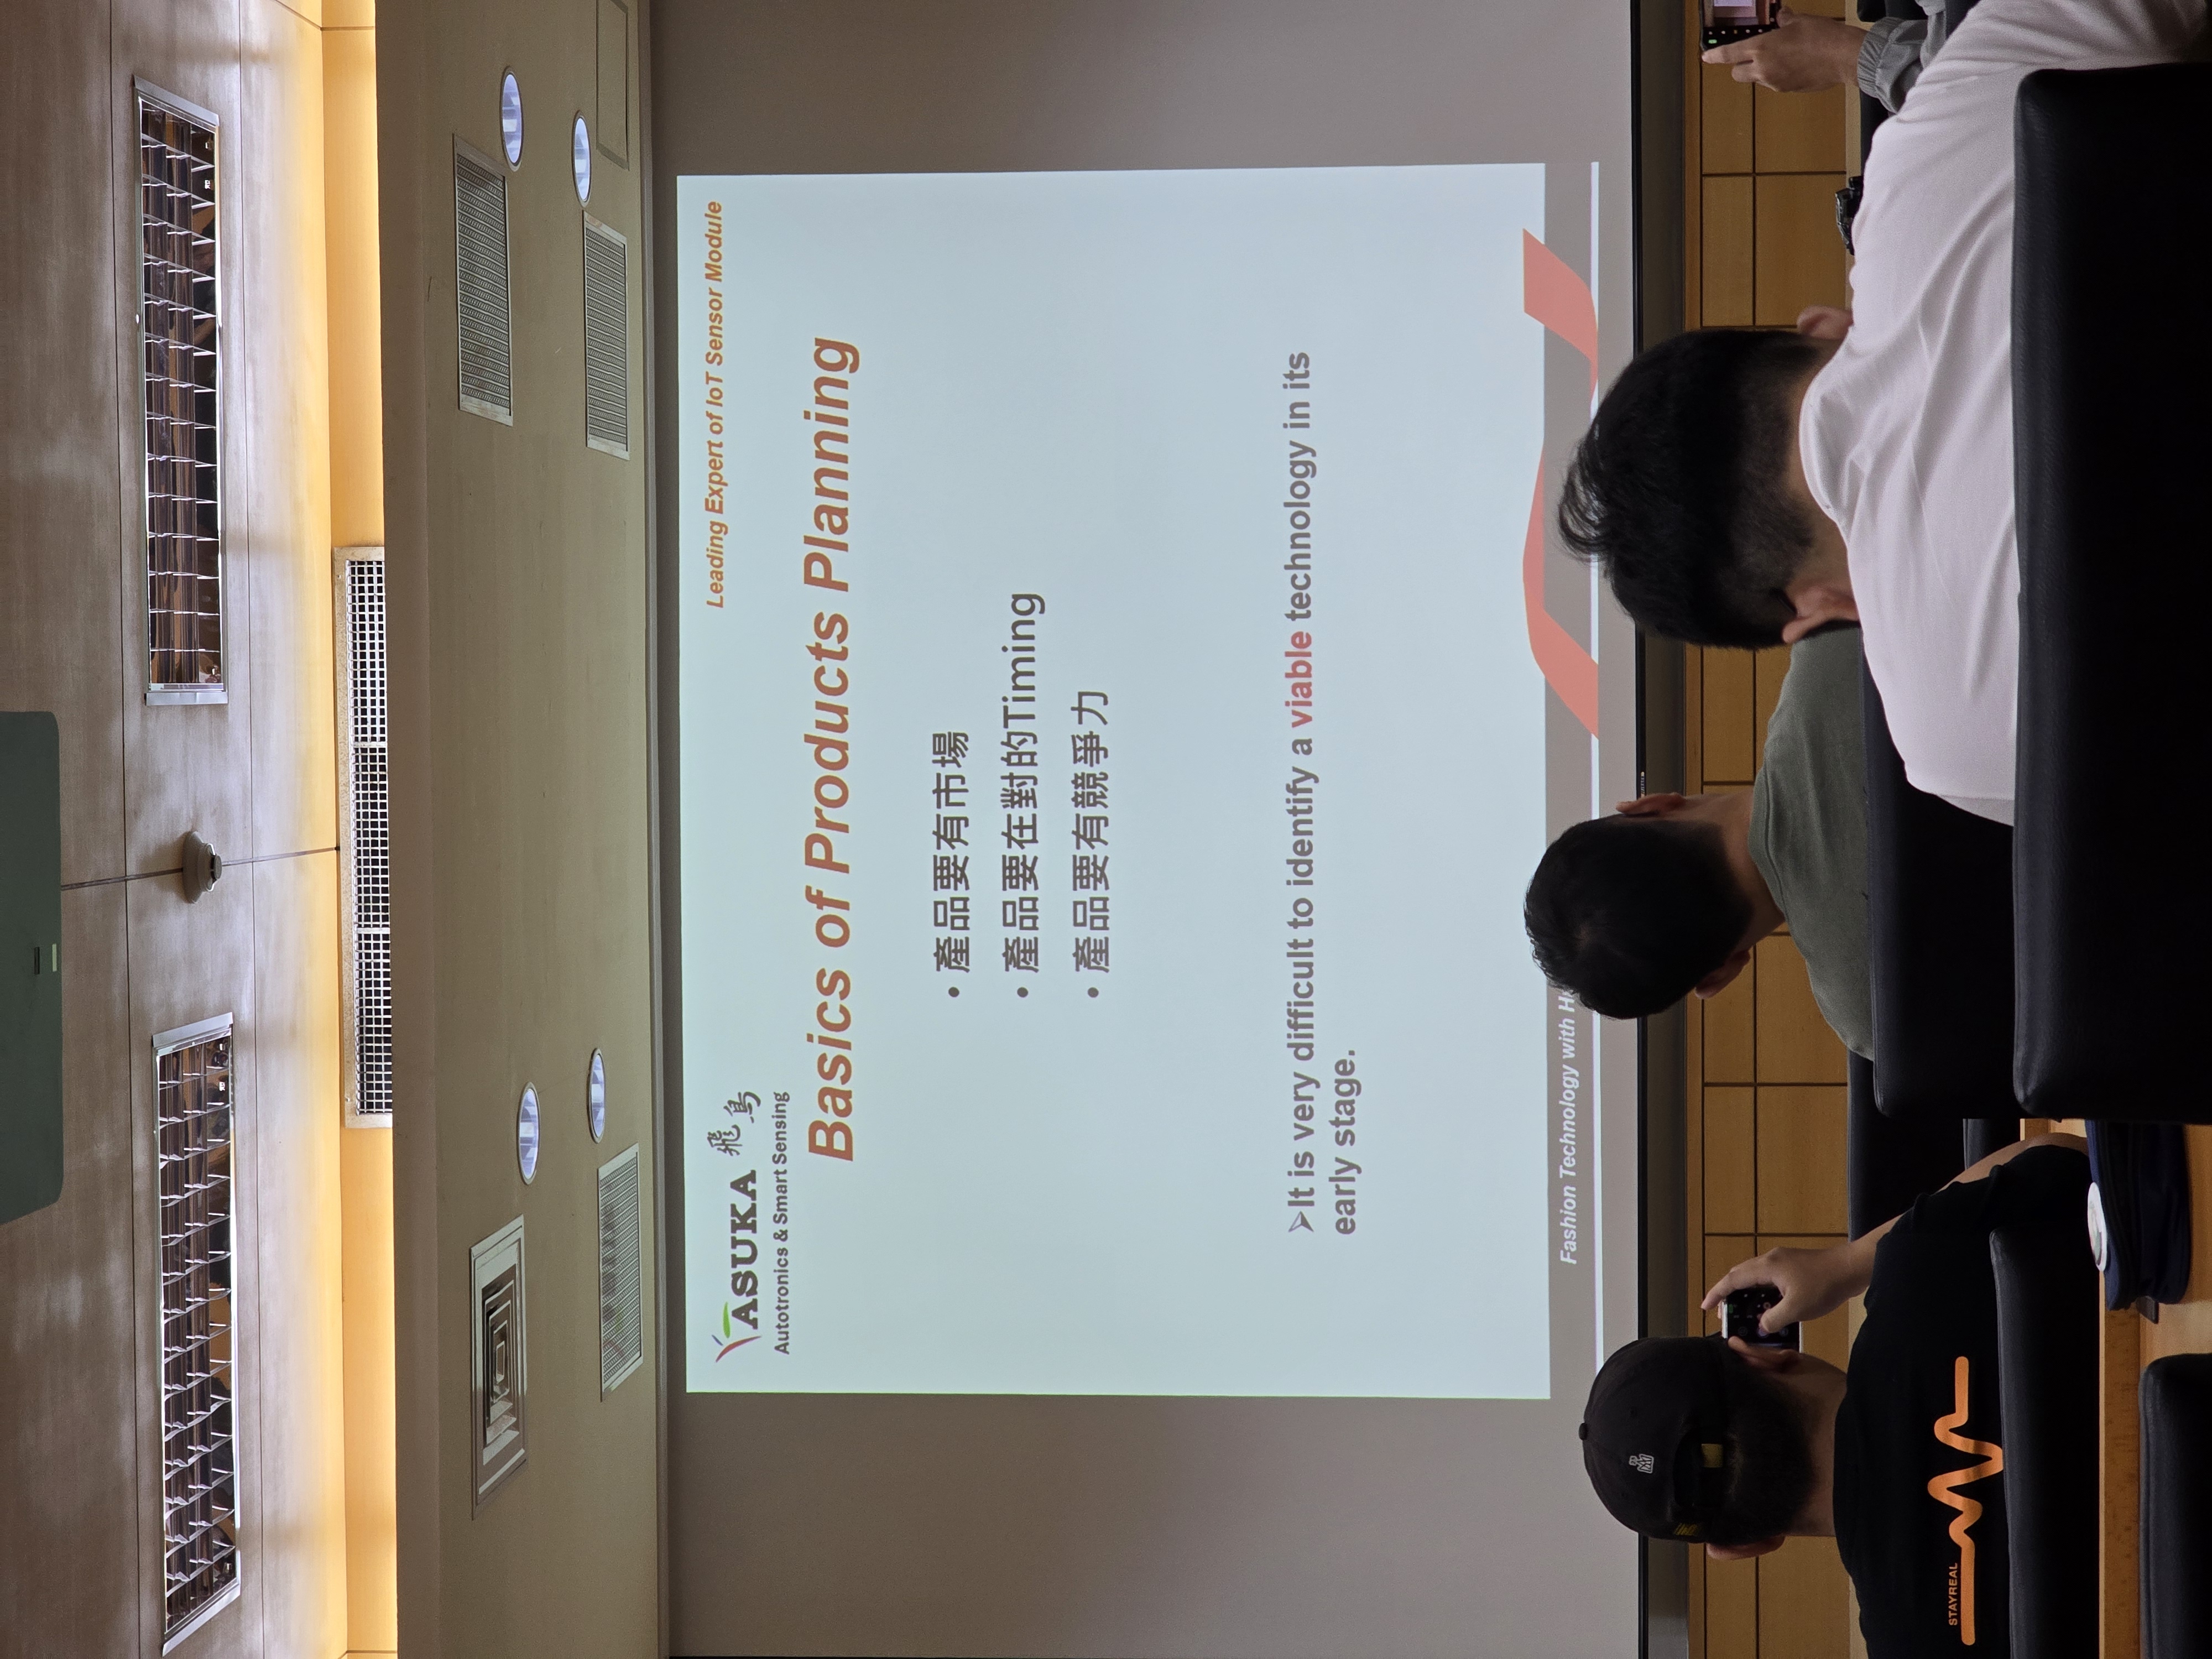 YASUKA 飛鳥
Autotronics & Smart Sensing
Leading Expert of IoT Sensor Module
Basics of Products Planning
• 產品要有市場
• 產品要在對的Timing
• 產品要有競爭力
➢It is very difficult to identify a viable technology in its
early stage.
Fashion Technology with
STAYREAL